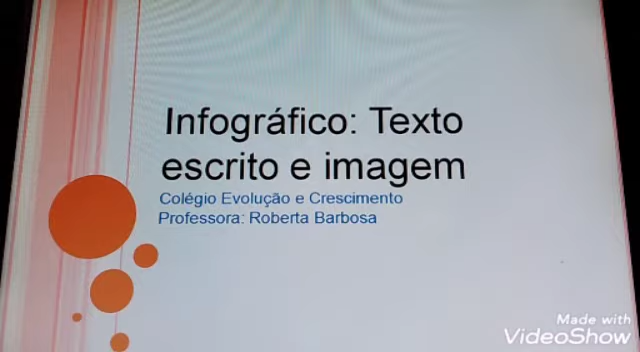 Infográfico: Texto
escrito e imagem
Colégio Evolução e Crescimento
Professora: Roberta Barbosa
Made with
VideoShow